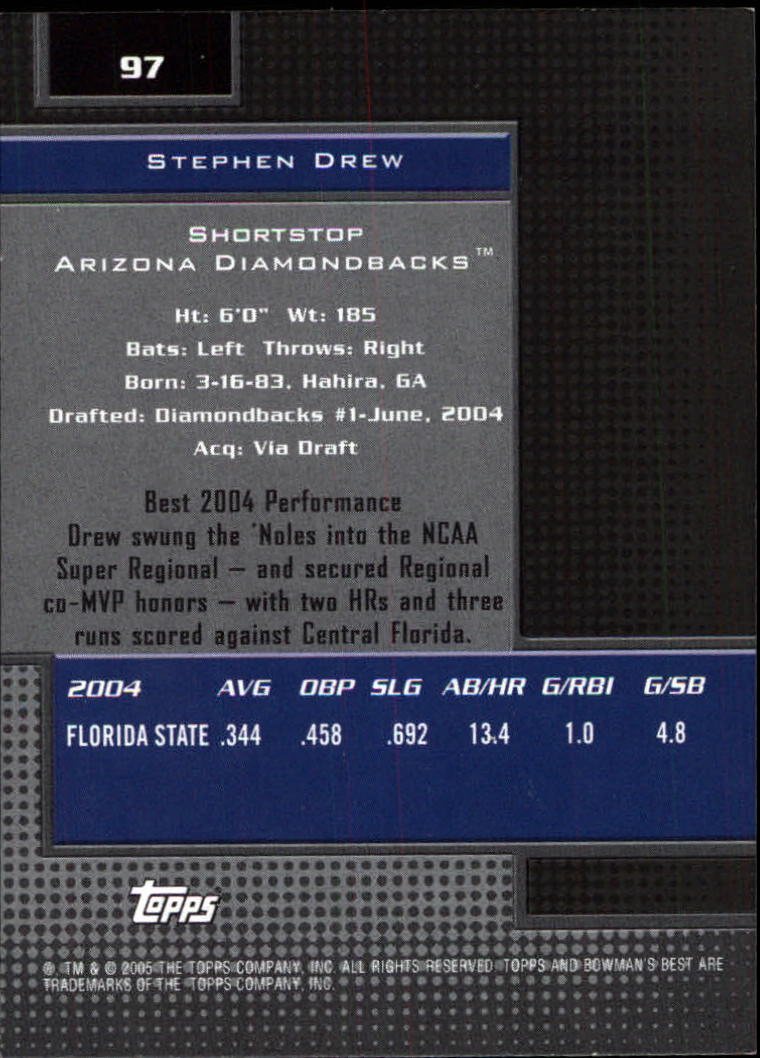 97
STEPHEN DREW
SHORTSTOP
ARIZONA DIAMONDBACKS™
Ht: 6'0" Wt: 185
Bats: Left Throws: Right
Born: 3-16-83, Hahira, GA
Drafted: Diamondbacks #1-June, 2004
Acq: Via Draft
Best 2004 Performance
Drew swung the 'Noles into the NCAA
Super Regional – and secured Regional
co-MVP honors – with two HRs and three
runs scored against Central Florida.
2004 AVG OBP SLG AB/HR G/RBI G/SB
FLORIDA STATE .344 .458 .692 13.4 1.0 4.8
topps
®, TM & © 2005 THE TOPPS COMPANY, INC. ALL RIGHTS RESERVED. TOPPS AND BOWMAN'S BEST ARE
TRADEMARKS OF THE TOPPS COMPANY, INC.